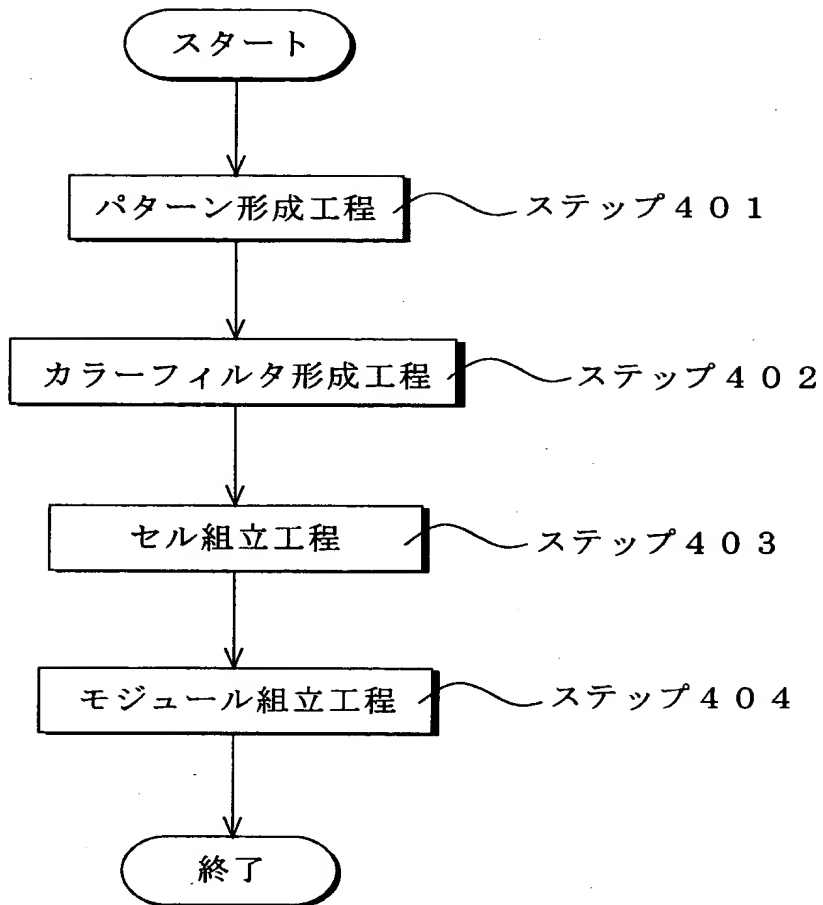 スタート
パターン形成工程 ステップ401
カラーフィルタ形成工程 ステップ402
セル組立工程 ステップ403
モジュール組立工程 ステップ404
終了